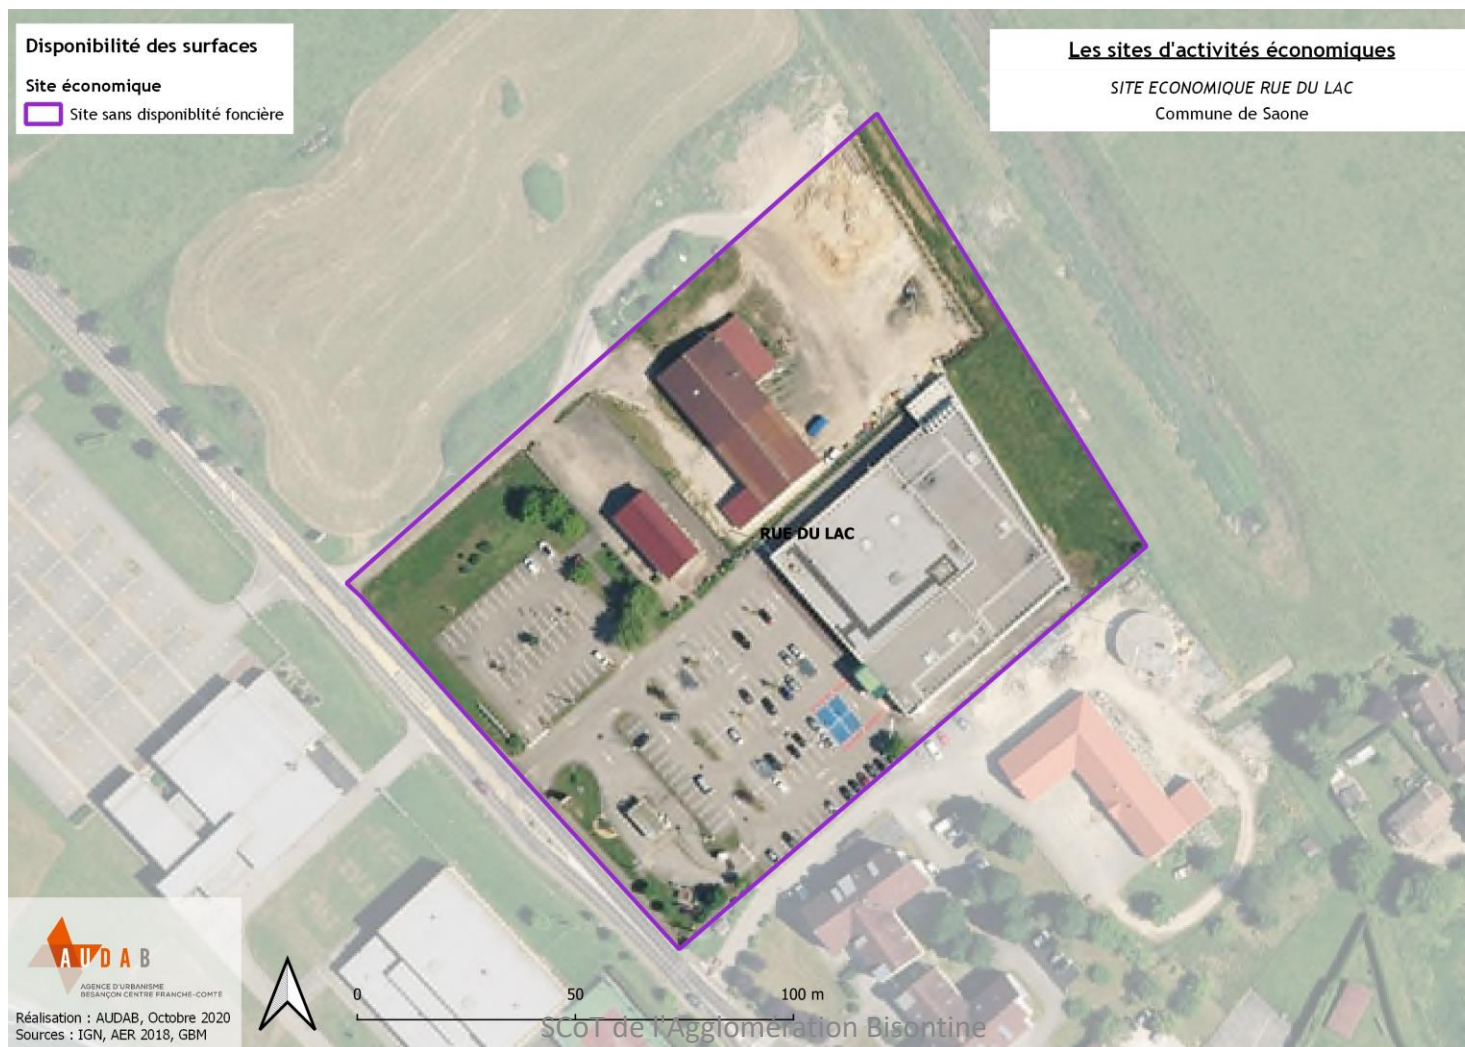 Disponibilité des surfaces
Site économique
Site sans disponiblité foncière
Les sites d'activités économiques
SITE ECONOMIQUE RUE DU LAC
Commune de Saone
RUE DU LAC
AUDAB
AGENCE D'URBANISME
BESANÇON CENTRE FRANCHE-COMTÉ
Réalisation : AUDAB, Octobre 2020
Sources : IGN, AER 2018, GBM
0 50 100 m
SCoT de l'Agglomération Bisontine